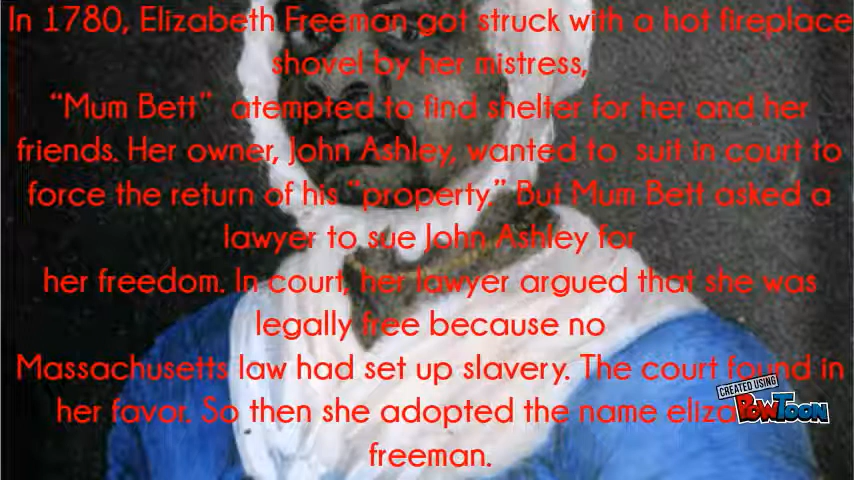 In 1780, Elizabeth Freeman got struck with a hot fireplace
shovel by her mistress,
“Mum Bett” atempted to find shelter for her and her
friends. Her owner, John Ashley, wanted to suit in court to
force the return of his “property.” But Mum Bett asked a
lawyer to sue John Ashley for
her freedom. In court, her lawyer argued that she was
legally free because no
Massachusetts law had set up slavery. The court found in
her favor. So then she adopted the name
freeman.
CREATED USING
POWTOON